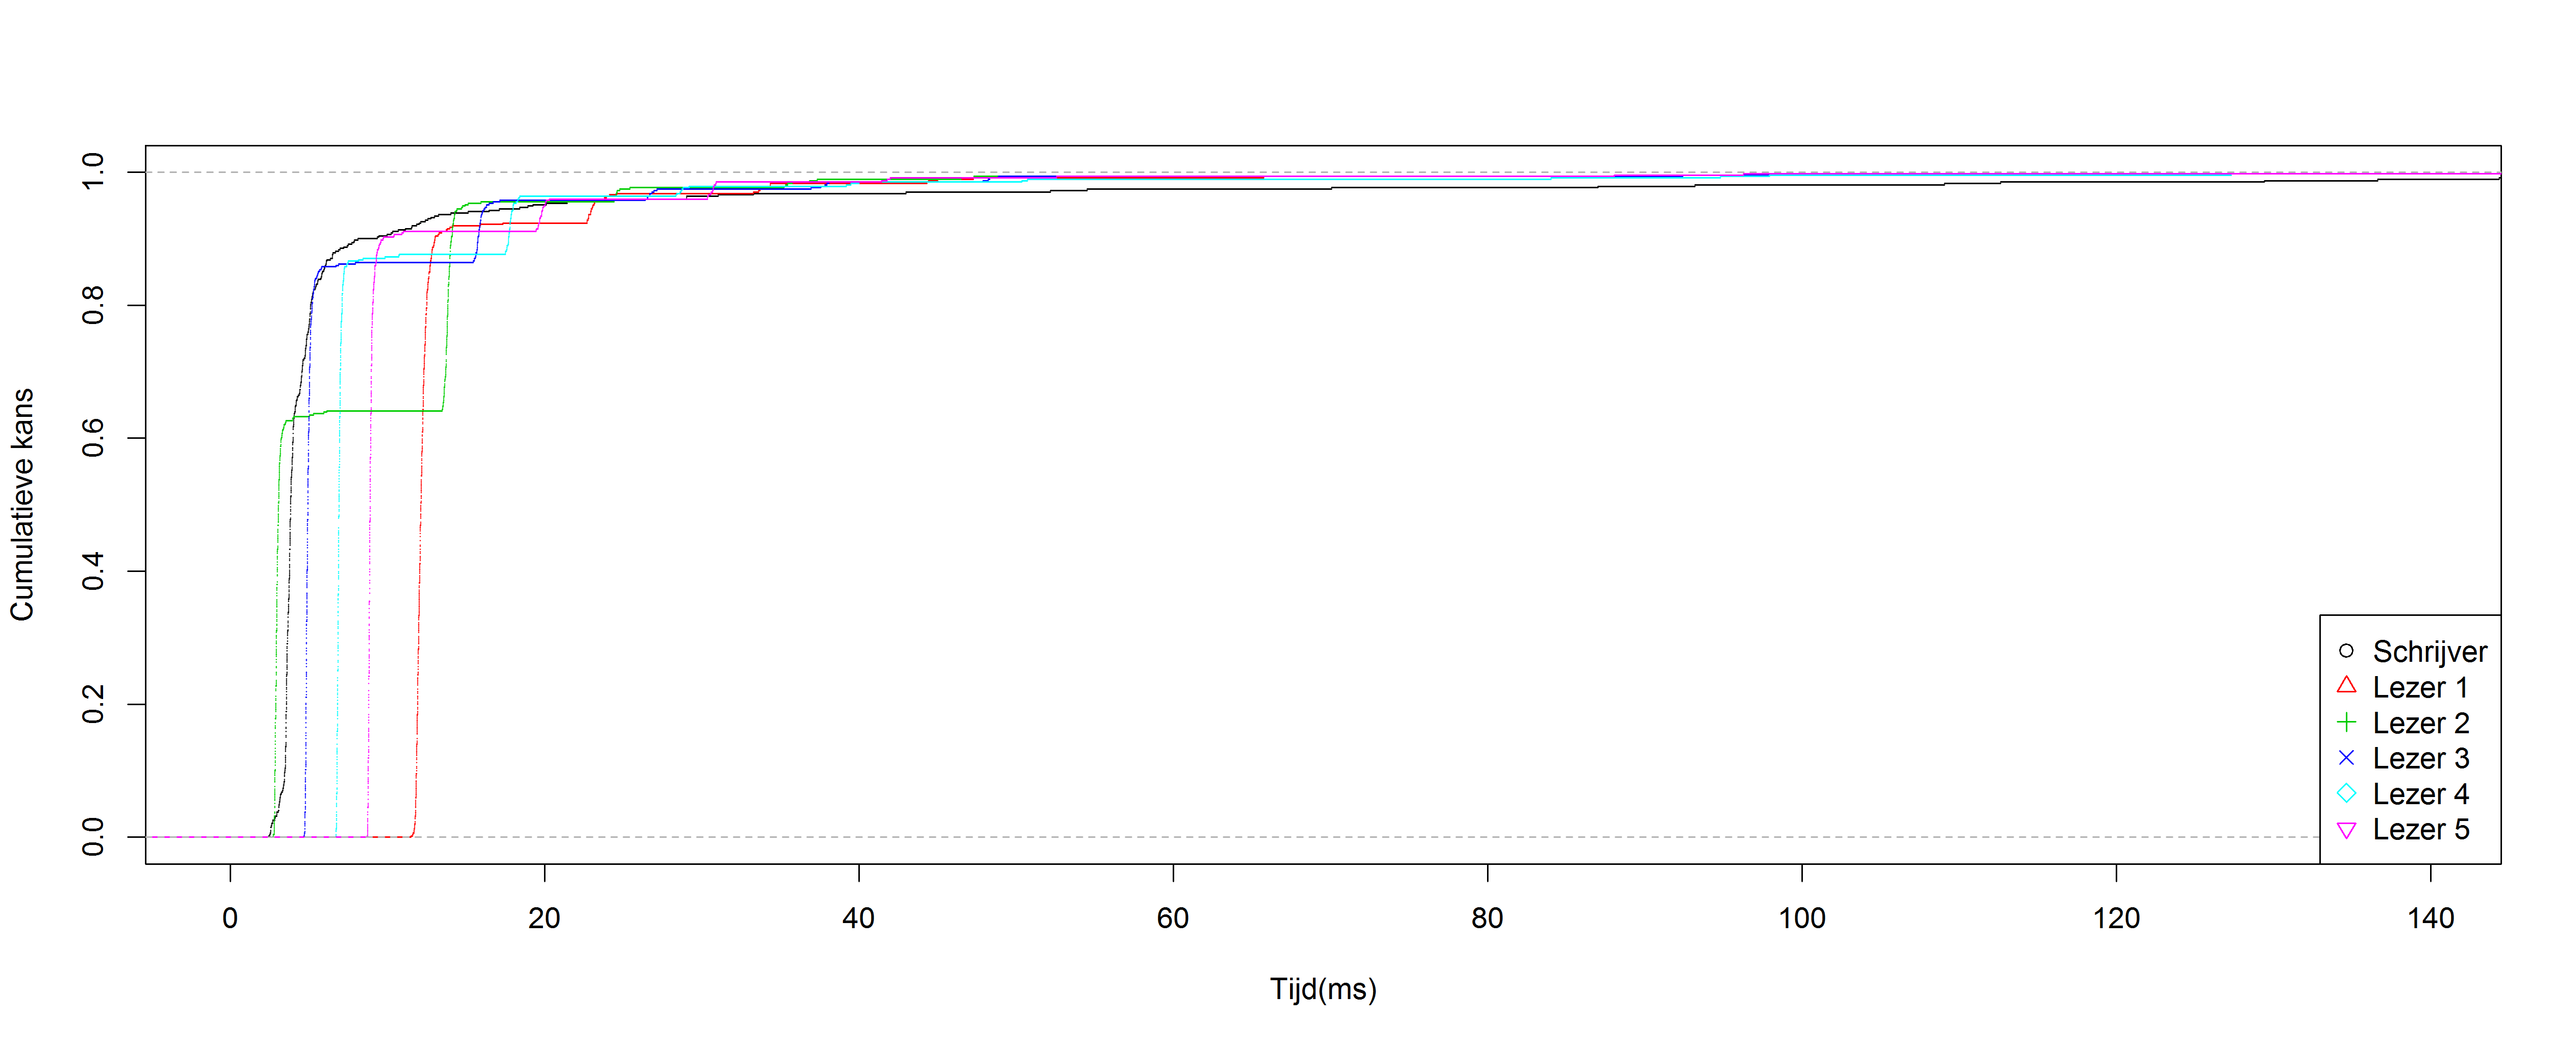 Cumulatieve kans
1.0
0.8
0.6
0.4
0.2
0.0
0 20 40 60 80 100 120 140
Tijd(ms)
Schrijver
Lezer 1
Lezer 2
Lezer 3
Lezer 4
Lezer 5